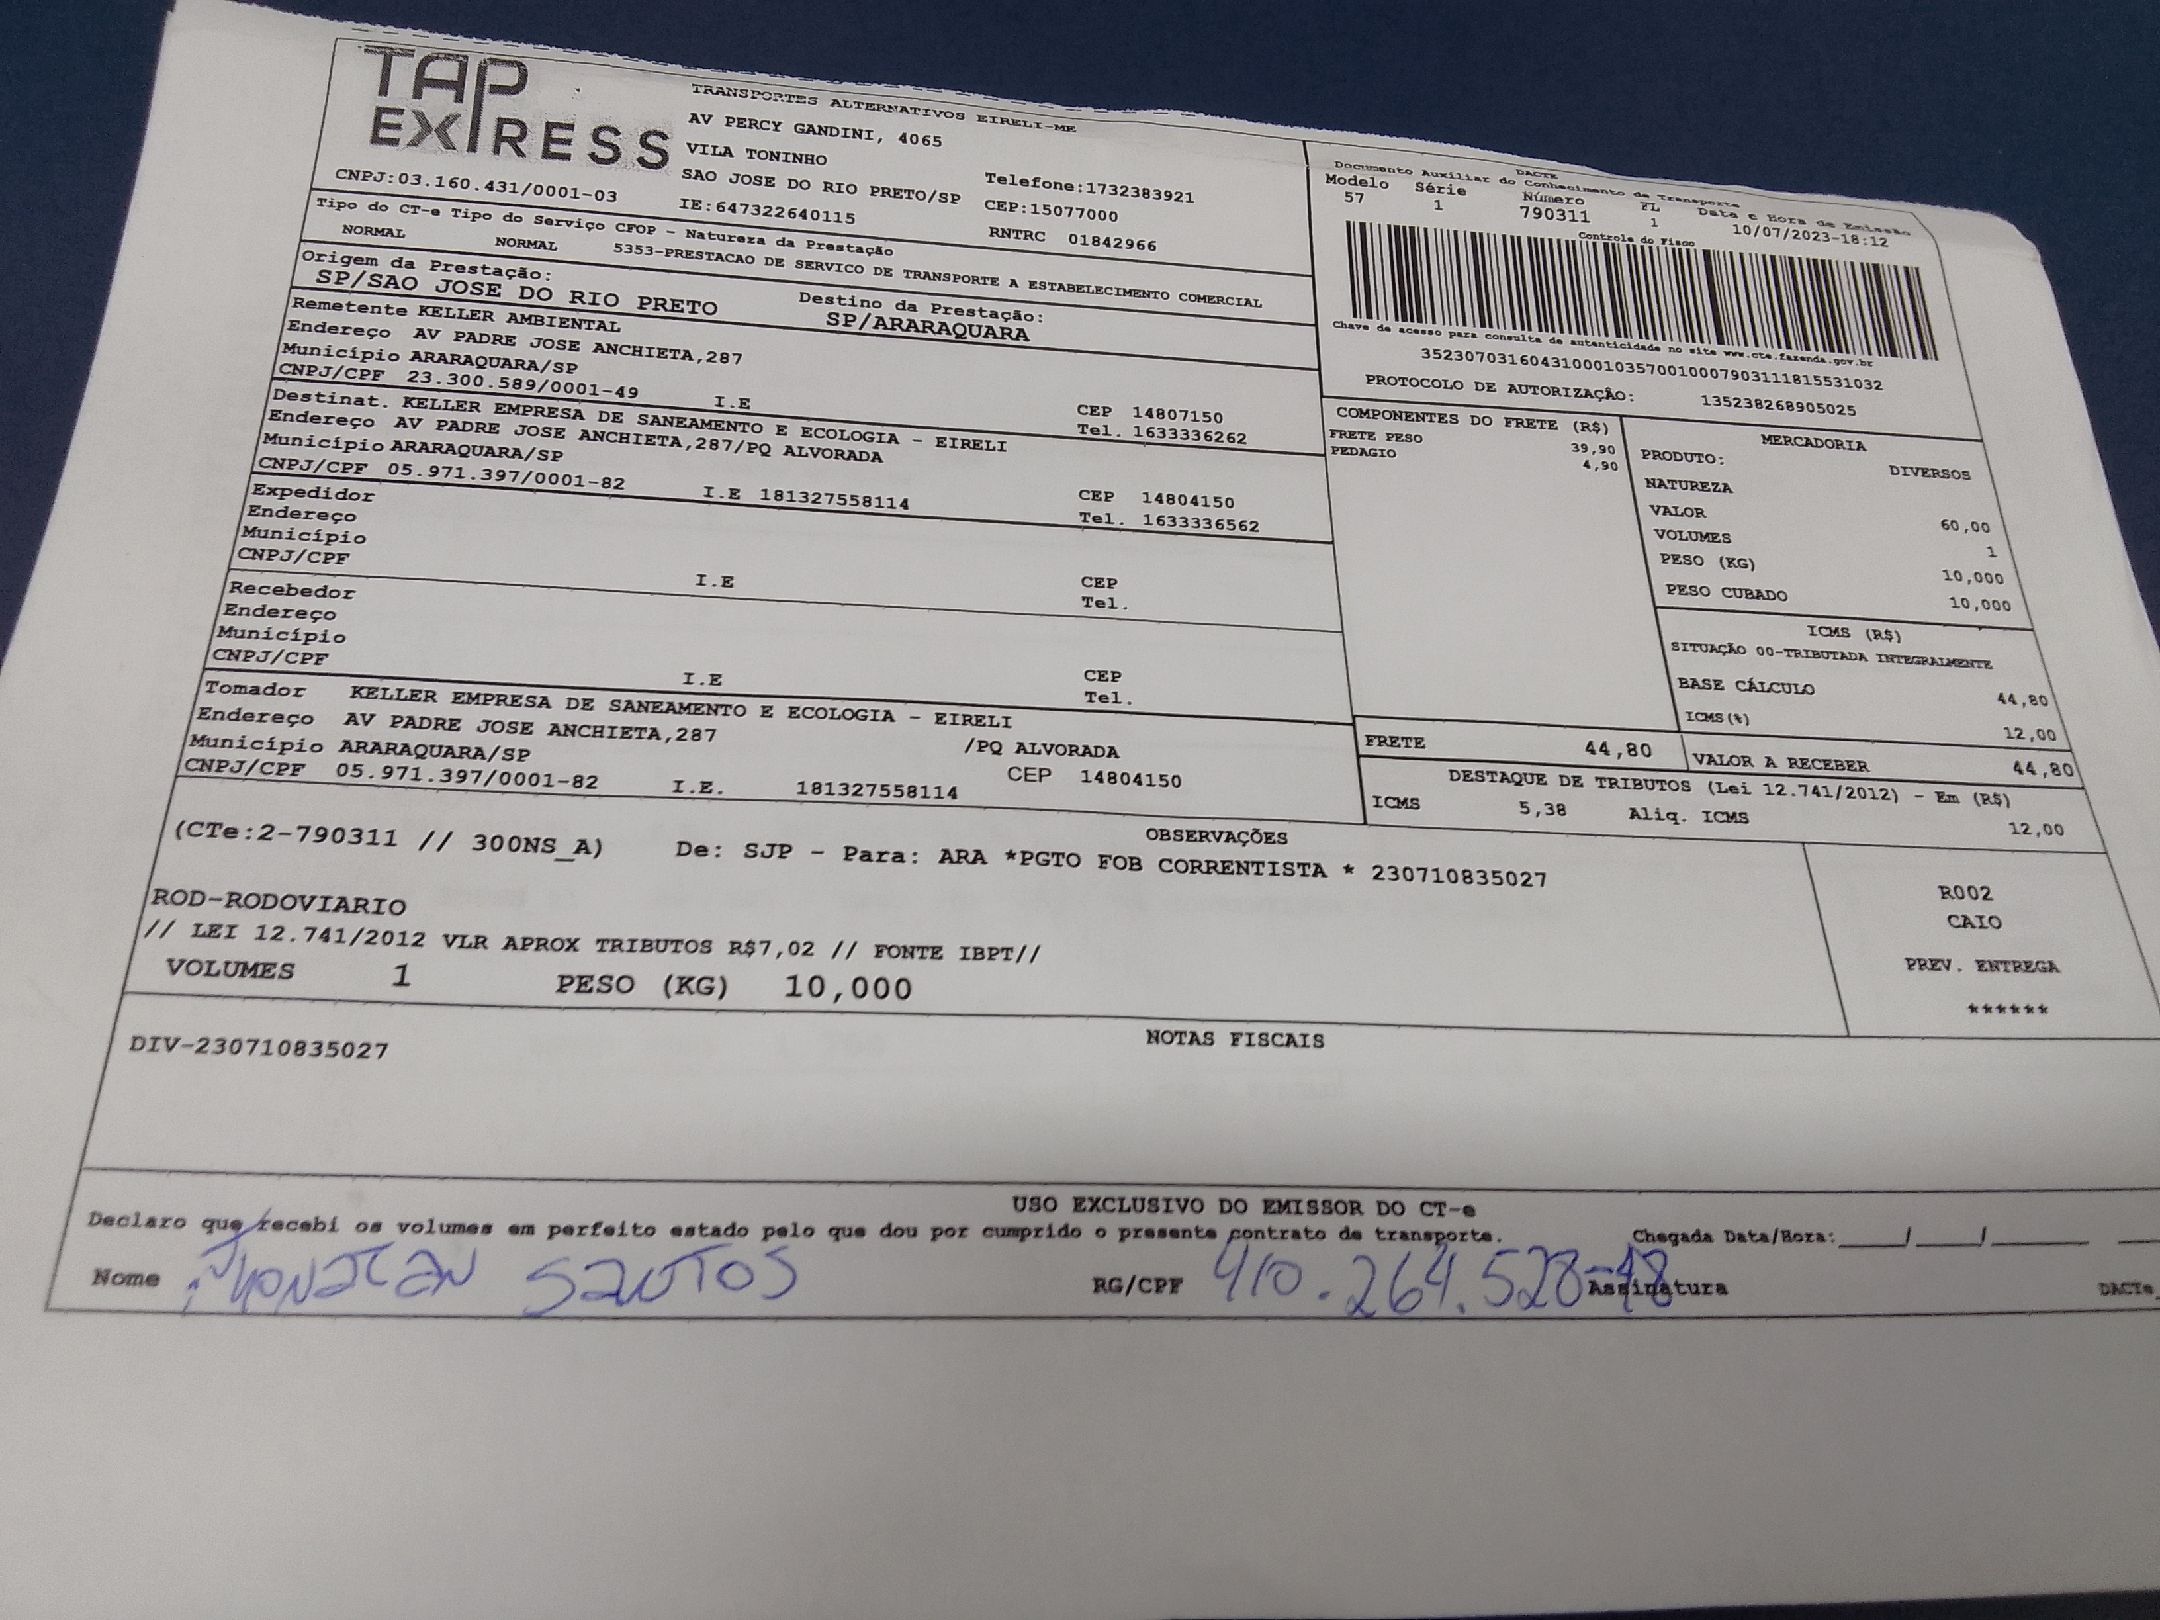 TAP EXPRESS
TRANSPORTES ALTERNATIVOS EIRELI-ME
AV PERCY GANDINI, 4065
VILA TONINHO
SAO JOSE DO RIO PRETO/SP
Telefone:1732383921
CNPJ:03.160.431/0001-03 IE:647322640115 CEP:15077000
RNTRC 01842966
DACTE
Documento Auxiliar do Conhecimento de Transporte
Modelo Série Número FL Data e Hora de Emissão
57 1 790311 1 10/07/2023-18:12
Controle do Fisco
Chave de acesso para consulta de autenticidade no site www.cte.fazenda.gov.br
35230703160431000103570010007903111815531032
PROTOCOLO DE AUTORIZAÇÃO: 135238268905025
Tipo do CT-e Tipo do Serviço CFOP - Natureza da Prestação
NORMAL NORMAL 5353-PRESTACAO DE SERVICO DE TRANSPORTE A ESTABELECIMENTO COMERCIAL
Origem da Prestação: Destino da Prestação:
SP/SAO JOSE DO RIO PRETO SP/ARARAQUARA
Remetente KELLER AMBIENTAL
Endereço AV PADRE JOSE ANCHIETA,287
Município ARARAQUARA/SP CEP 14807150
CNPJ/CPF 23.300.589/0001-49 I.E Tel. 1633336262
Destinat. KELLER EMPRESA DE SANEAMENTO E ECOLOGIA - EIRELI
Endereço AV PADRE JOSE ANCHIETA,287/PQ ALVORADA
Município ARARAQUARA/SP CEP 14804150
CNPJ/CPF 05.971.397/0001-82 I.E 181327558114 Tel. 1633336562
Expedidor
Endereço
Município CEP
CNPJ/CPF I.E Tel.
Recebedor
Endereço
Município CEP
CNPJ/CPF I.E Tel.
Tomador KELLER EMPRESA DE SANEAMENTO E ECOLOGIA - EIRELI
Endereço AV PADRE JOSE ANCHIETA,287 /PQ ALVORADA
Município ARARAQUARA/SP CEP 14804150
CNPJ/CPF 05.971.397/0001-82 I.E. 181327558114
COMPONENTES DO FRETE (R$)
FRETE PESO 39,90
PEDAGIO 4,90
MERCADORIA
PRODUTO: DIVERSOS
NATUREZA
VALOR 60,00
VOLUMES 1
PESO (KG) 10,000
PESO CUBADO 10,000
ICMS (R$)
SITUAÇÃO 00-TRIBUTADA INTEGRALMENTE
BASE CÁLCULO 44,80
ICMS(%) 12,00
FRETE 44,80 VALOR A RECEBER 44,80
DESTAQUE DE TRIBUTOS (Lei 12.741/2012) - Em (R$)
ICMS 5,38 Aliq. ICMS 12,00
OBSERVAÇÕES
(CTe:2-790311 // 300NS_A) De: SJP - Para: ARA *PGTO FOB CORRENTISTA * 230710835027
ROD-RODOVIARIO
// LEI 12.741/2012 VLR APROX TRIBUTOS R$7,02 // FONTE IBPT//
VOLUMES 1 PESO (KG) 10,000
R002
CAIO
PREV. ENTREGA
******
NOTAS FISCAIS
DIV-230710835027
USO EXCLUSIVO DO EMISSOR DO CT-e
Declaro que recebi os volumes em perfeito estado pelo que dou por cumprido o presente contrato de transporte. Chegada Data/Hora:_____/_____/_______
Nome Jhonatan Santos RG/CPF 410.264.528-48 Assinatura DACTe